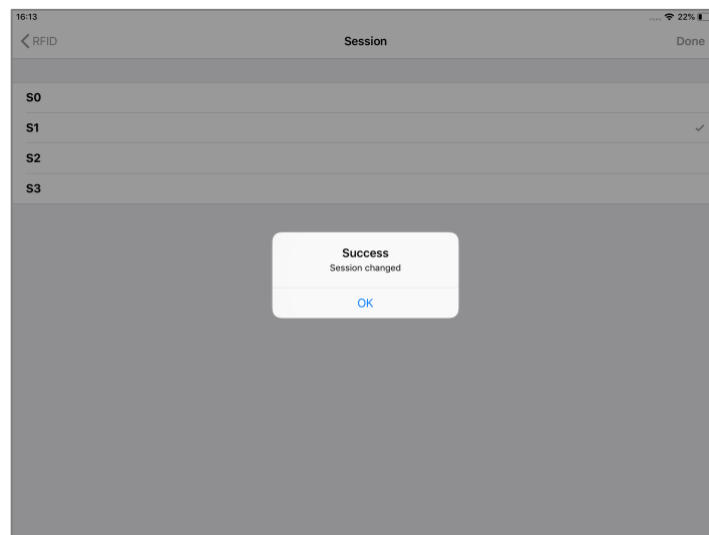 16:13
22%
RFID
Session
Done
S0
S1
S2
S3
Success
Session changed
OK